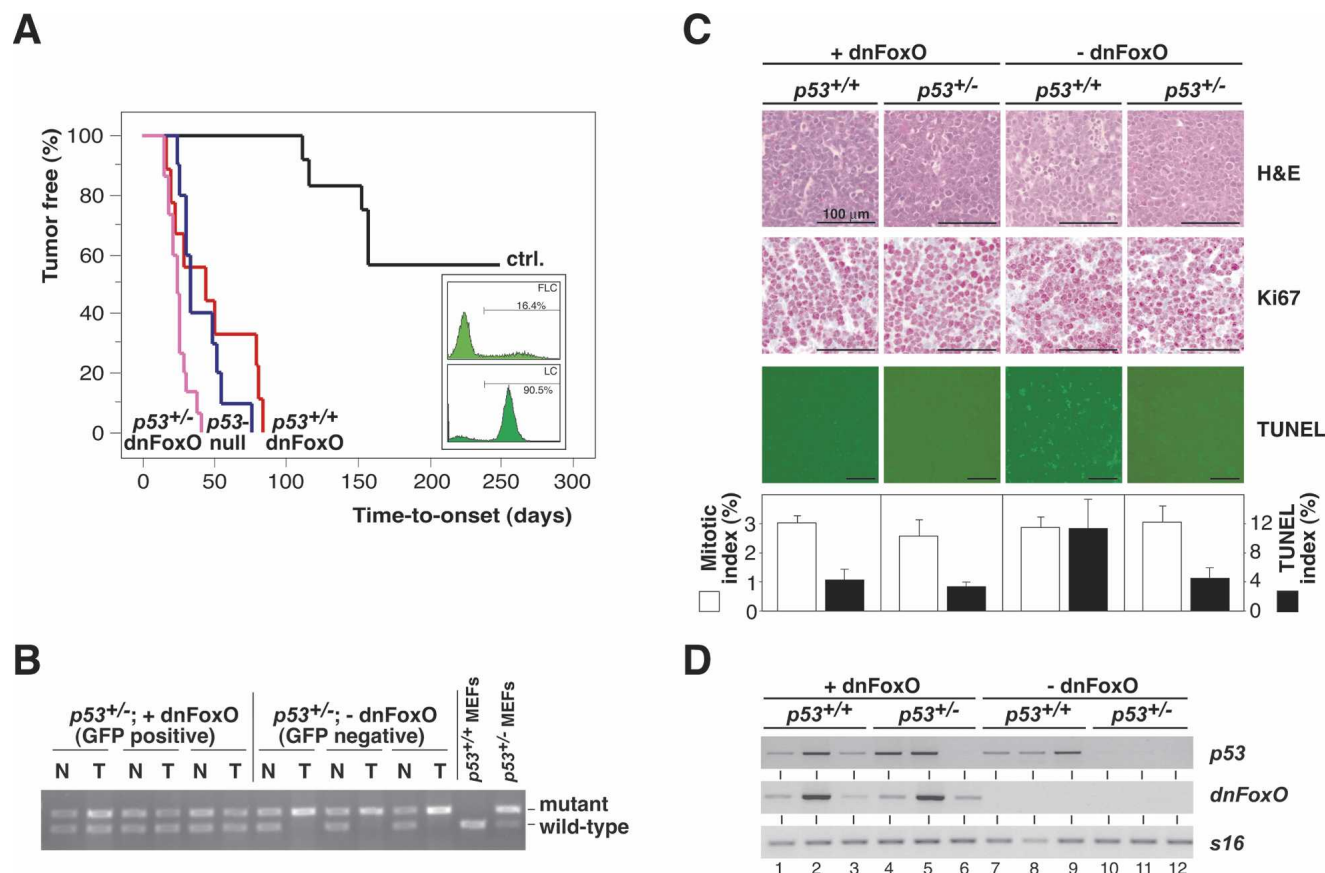 A
Tumor free (%)
100
80
60
40
20
0
ctrl.
FLC
16.4%
LC
90.5%
p53+/- p53- p53+/+
dnFoxO null dnFoxO
0 50 100 150 200 250 300
Time-to-onset (days)
B
p53+/-; + dnFoxO
(GFP positive)
p53+/-; - dnFoxO
(GFP negative)
p53+/+ MEFs
p53+/- MEFs
N T N T N T N T N T N T
mutant
wild-type
C
+ dnFoxO - dnFoxO
p53+/+ p53+/- p53+/+ p53+/-
100 μm
H&E
Ki67
TUNEL
Mitotic
index (%)
3
2
1
0
12
8
4
0
TUNEL
index (%)
D
+ dnFoxO - dnFoxO
p53+/+ p53+/- p53+/+ p53+/-
p53
dnFoxO
s16
1 2 3 4 5 6 7 8 9 10 11 12